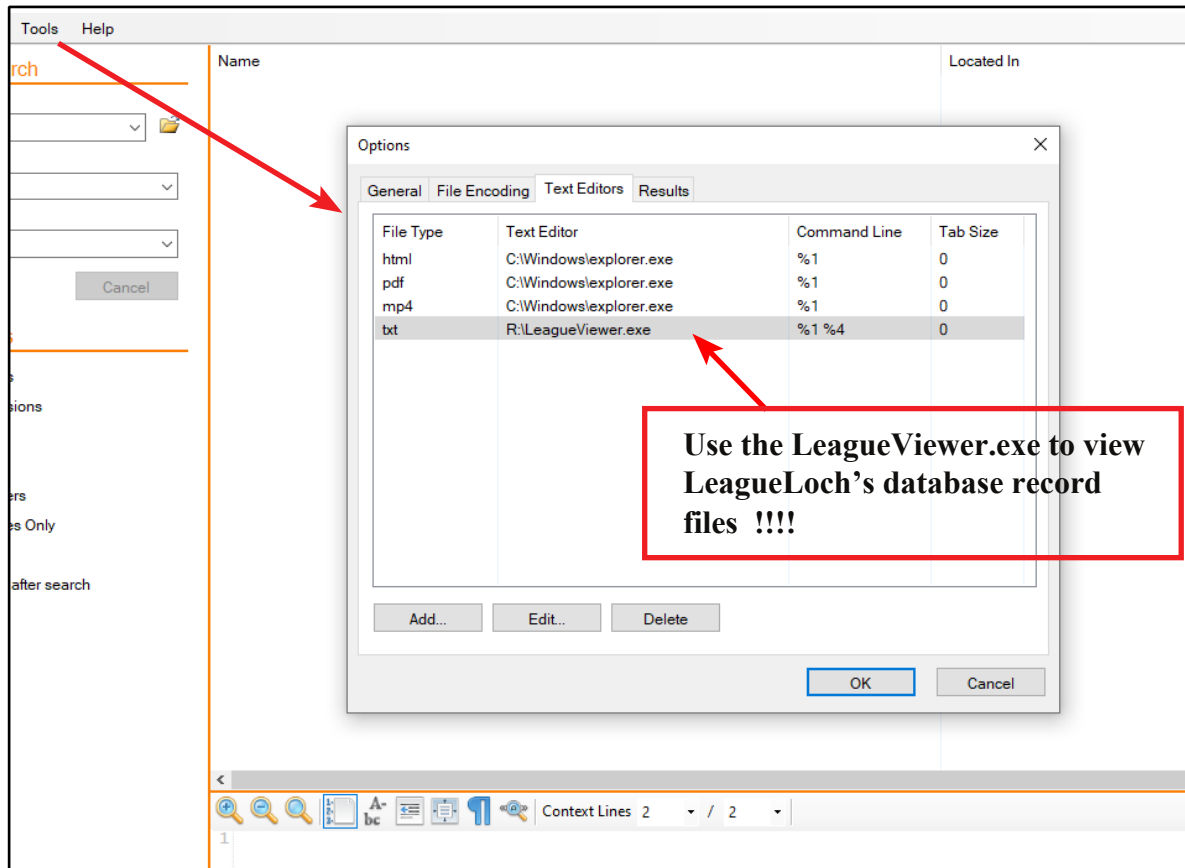 Tools Help
rch
Name Located In
Options
General File Encoding Text Editors Results
File Type Text Editor Command Line Tab Size
html C:\Windows\explorer.exe %1 0
pdf C:\Windows\explorer.exe %1 0
mp4 C:\Windows\explorer.exe %1 0
txt R:\LeagueViewer.exe %1 %4 0
Cancel
s
s
sions
ers
es Only
after search
Use the LeagueViewer.exe to view
LeagueLoch’s database record
files !!!!
Add... Edit... Delete
OK Cancel
A-
bc
Context Lines 2 / 2
1